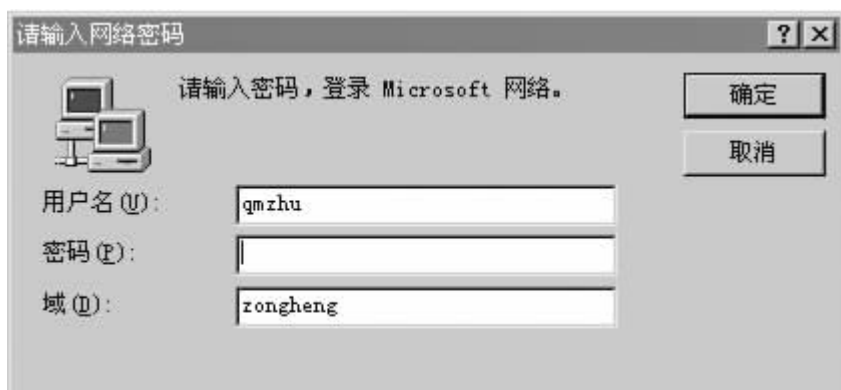 请输入网络密码
请输入密码，登录 Microsoft 网络。
确定
取消
用户名(U):
qmzhu
密码(P):
域(D):
zongheng